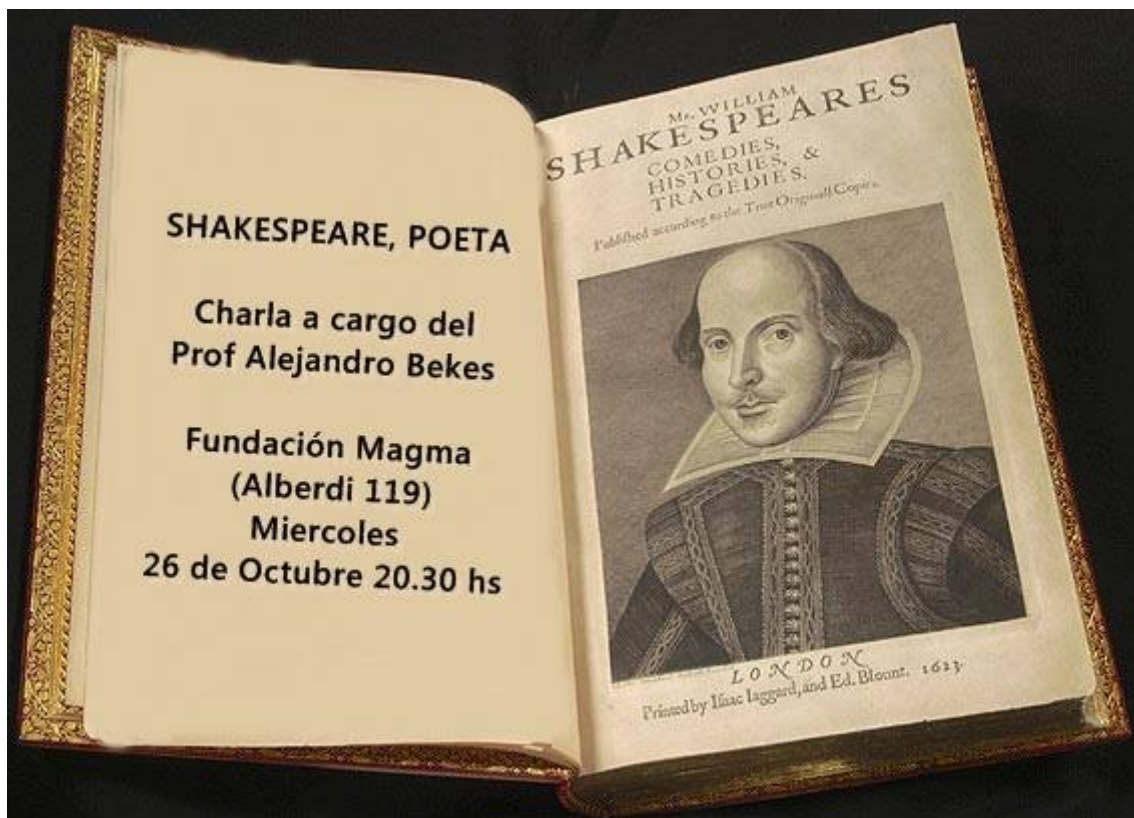 SHAKESPEARE, POETA
Charla a cargo del
Prof Alejandro Bekes
Fundación Magma
(Alberdi 119)
Miercoles
26 de Octubre 20.30 hs
Mr. WILLIAM
SHAKESPEARES
COMEDIES,
HISTORIES, &
TRAGEDIES.
Published according to the True Originall Copies.
LONDON
Printed by Isaac Iaggard, and Ed. Blount. 1623.